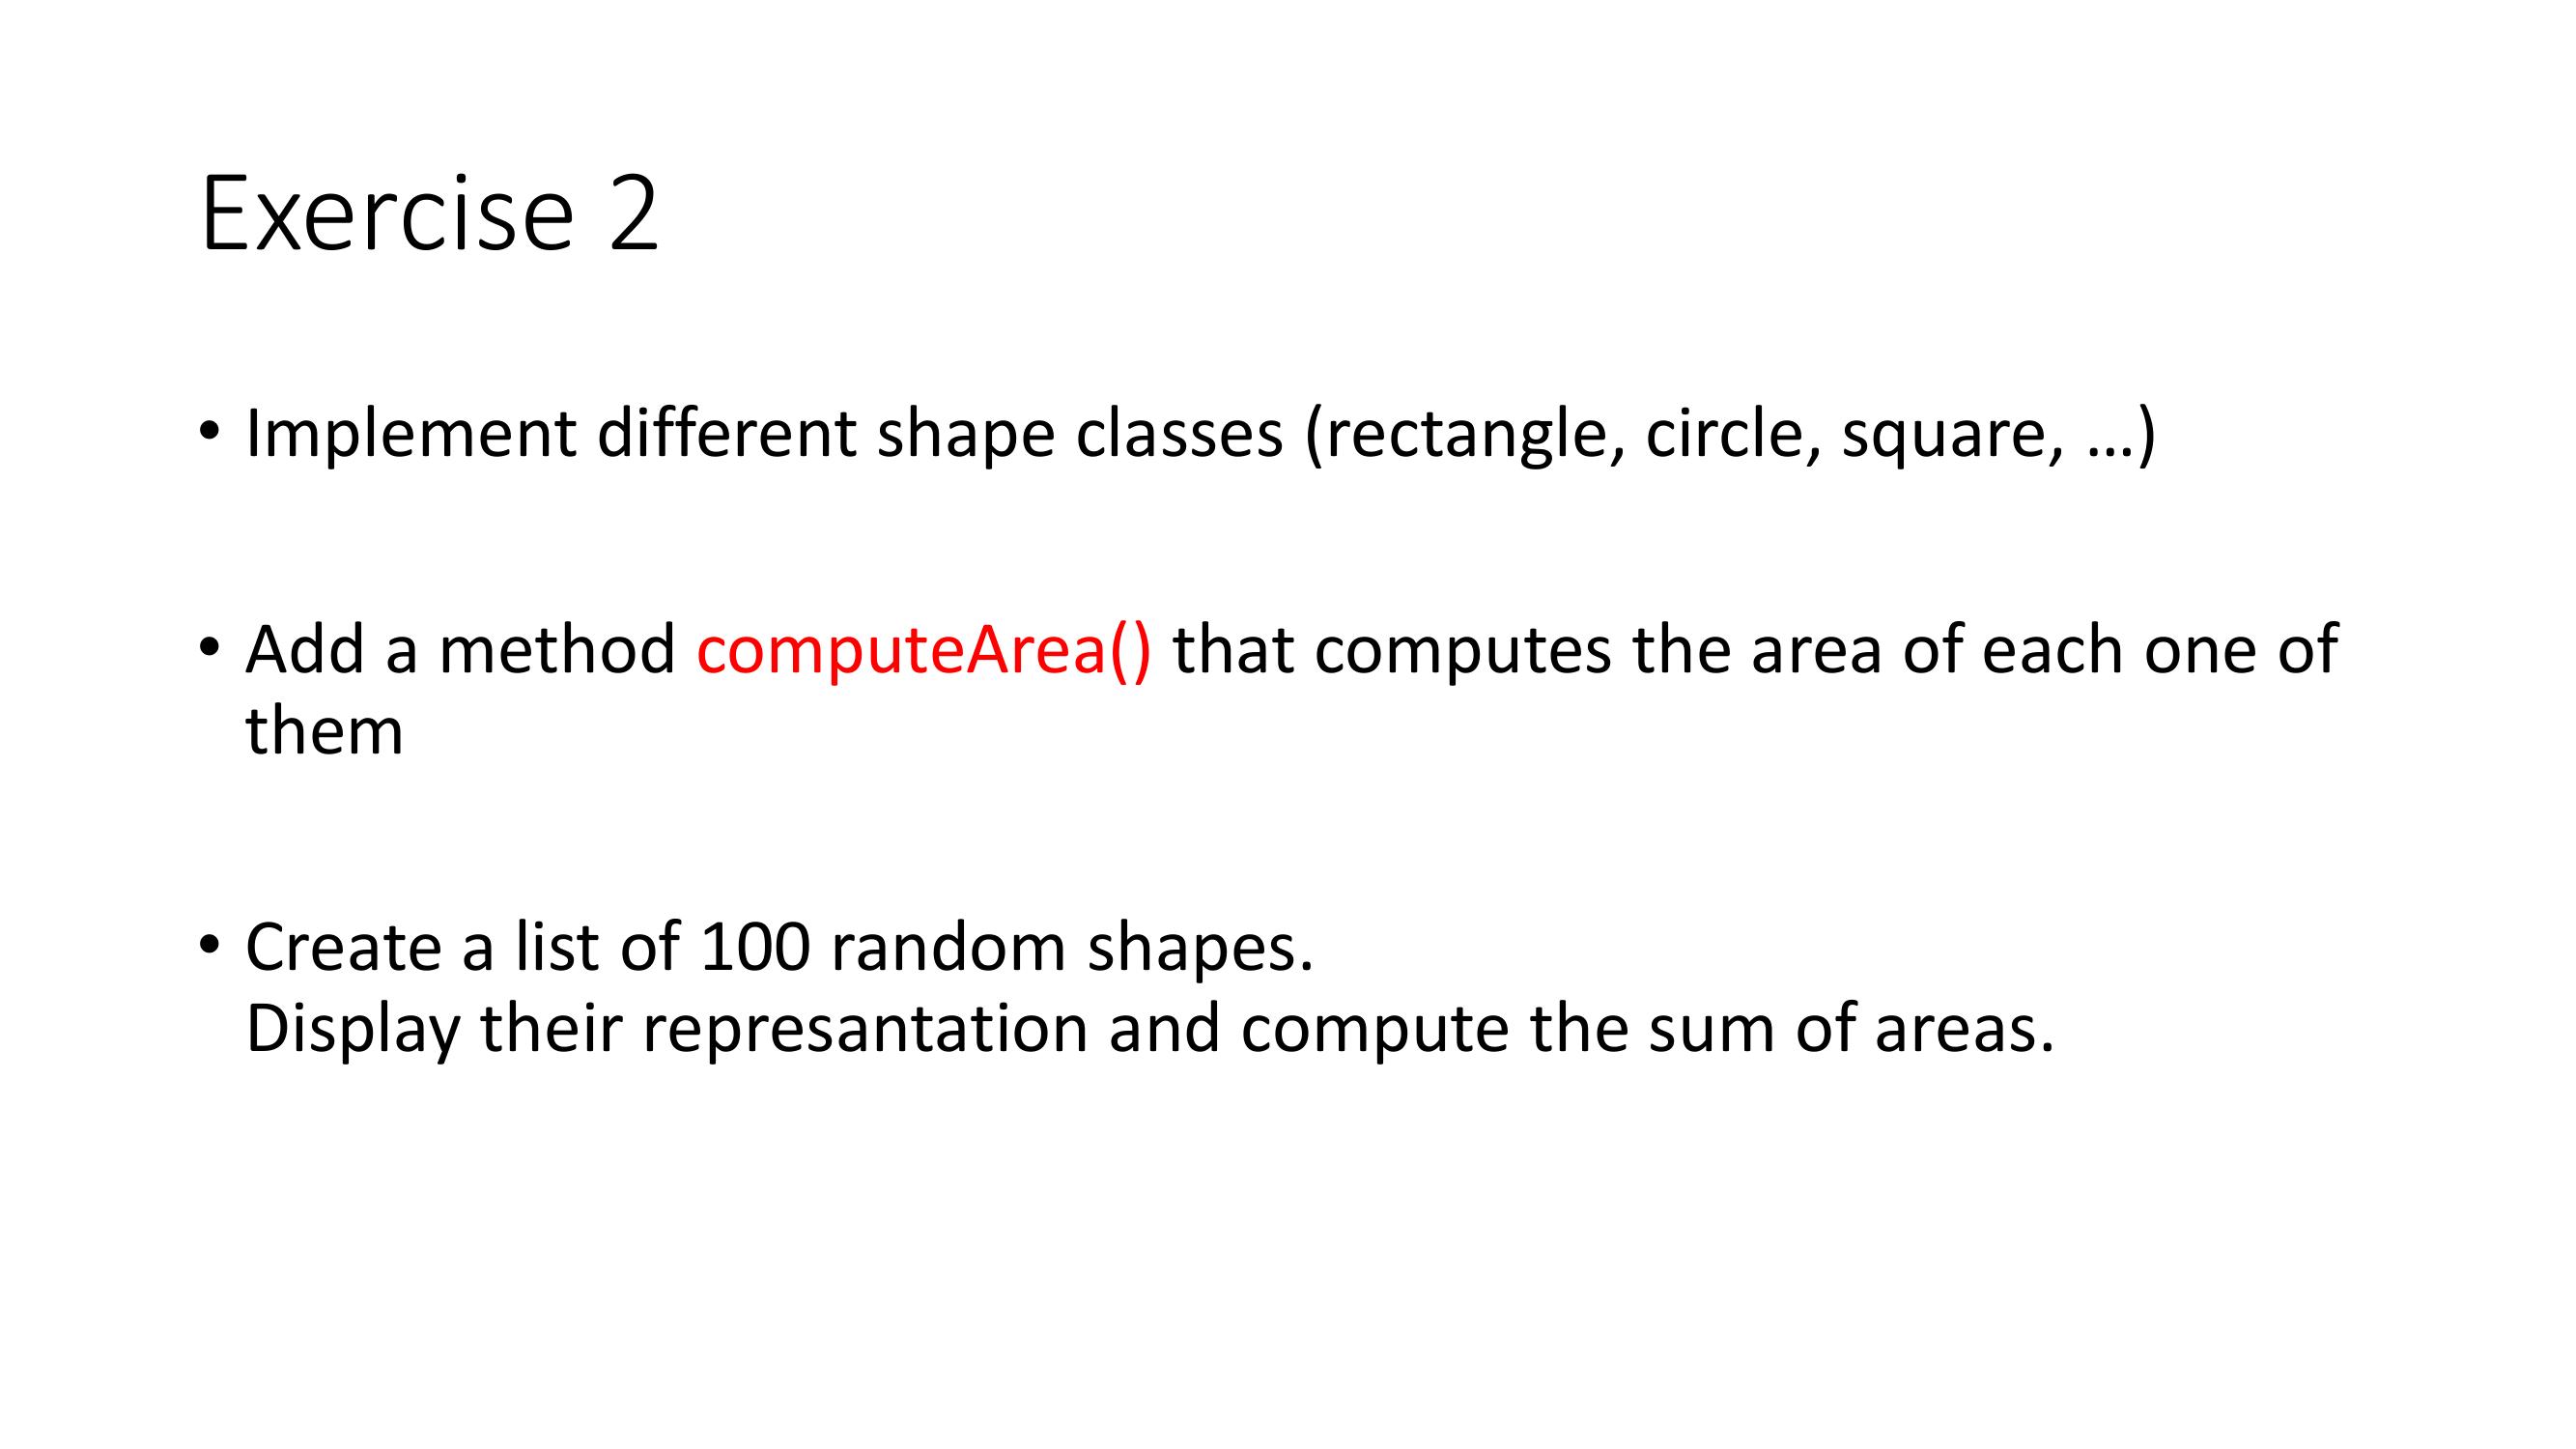 Exercise 2
• Implement different shape classes (rectangle, circle, square, …)
• Add a method computeArea() that computes the area of each one of
them
• Create a list of 100 random shapes.
Display their represantation and compute the sum of areas.